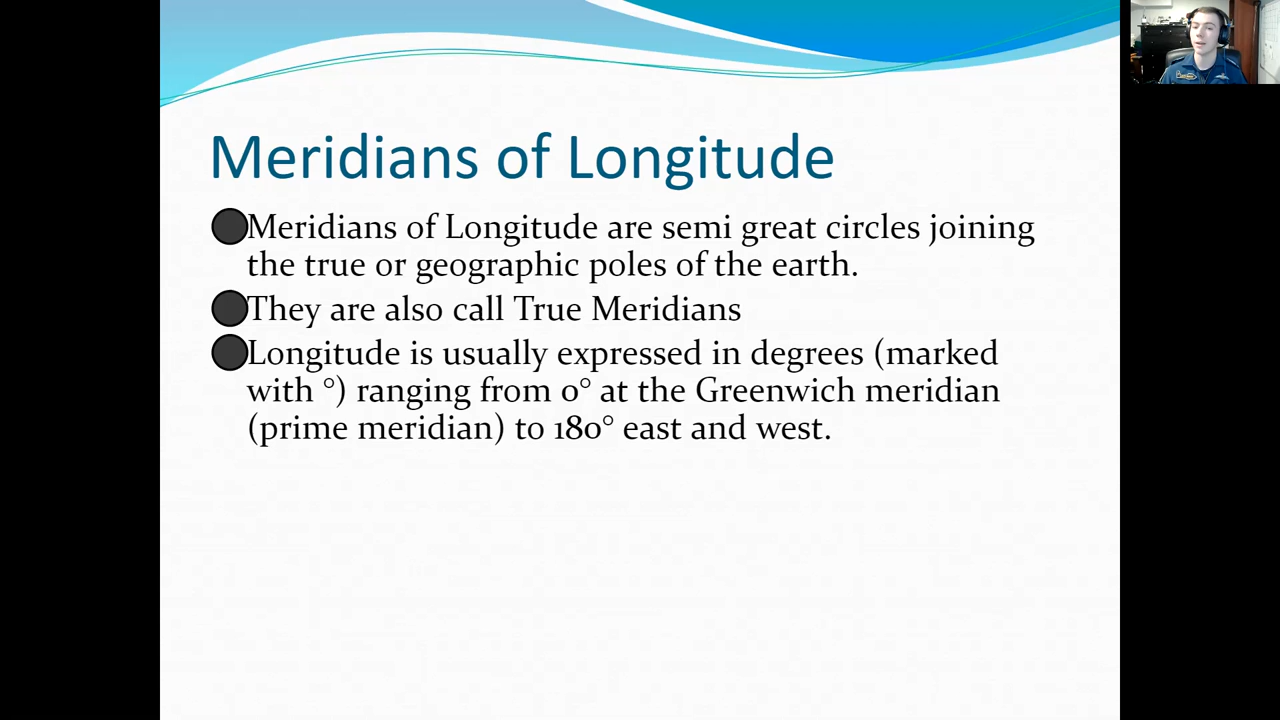 Meridians of Longitude
Meridians of Longitude are semi great circles joining
the true or geographic poles of the earth.
They are also call True Meridians
Longitude is usually expressed in degrees (marked
with °) ranging from 0° at the Greenwich meridian
(prime meridian) to 180° east and west.